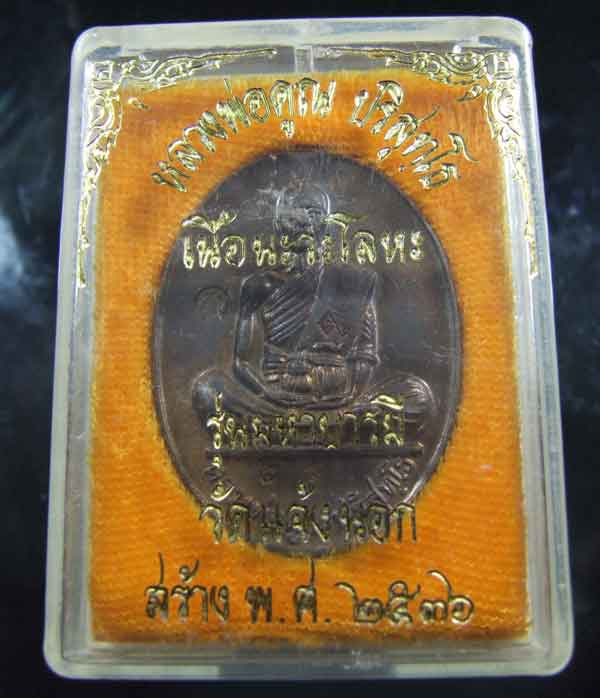 หลวงพ่อคูณ ปริสุทฺโธ
เนื้อนะวะโลหะ
รุ่นมหาบารมี
วัดแจ้งนอก
สร้าง พ.ศ. ๒๕๓๖